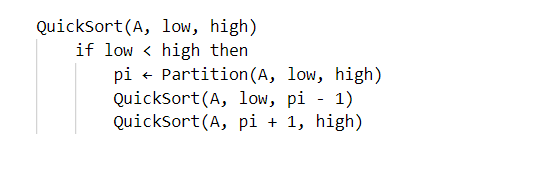 QuickSort(A, low, high)
if low < high then
pi ← Partition(A, low, high)
QuickSort(A, low, pi - 1)
QuickSort(A, pi + 1, high)